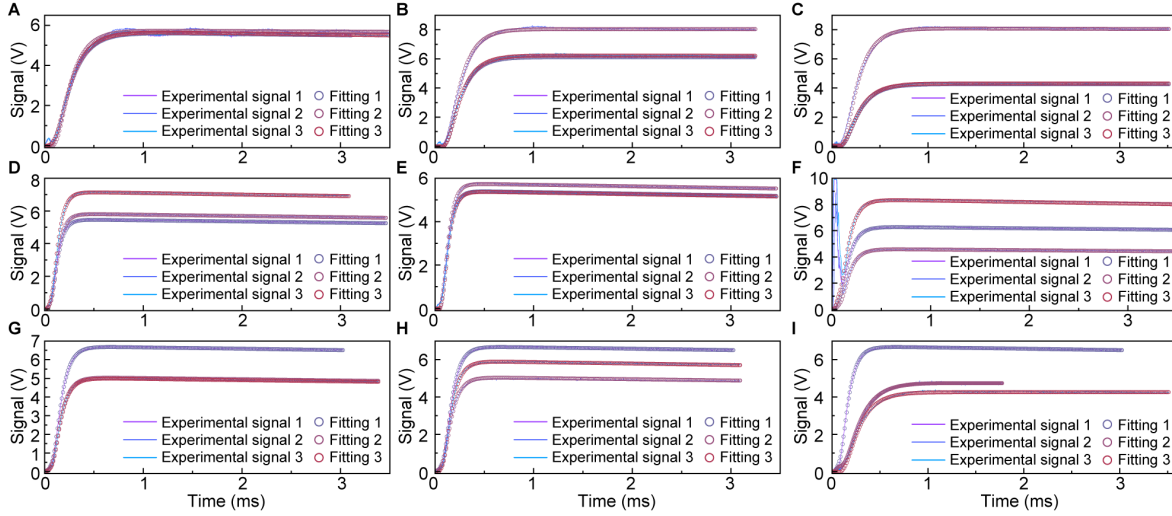 A
Signal (V)
6
4
2
0
Experimental signal 1 Fitting 1
Experimental signal 2 Fitting 2
Experimental signal 3 Fitting 3
0 1 2 3
B
Signal (V)
8
6
4
2
0
Experimental signal 1 Fitting 1
Experimental signal 2 Fitting 2
Experimental signal 3 Fitting 3
0 1 2 3
C
Signal (V)
8
6
4
2
0
Experimental signal 1 Fitting 1
Experimental signal 2 Fitting 2
Experimental signal 3 Fitting 3
0 1 2 3
D
Signal (V)
8
7
6
5
4
3
2
1
0
Experimental signal 1 Fitting 1
Experimental signal 2 Fitting 2
Experimental signal 3 Fitting 3
0 1 2 3
E
Signal (V)
6
4
2
0
Experimental signal 1 Fitting 1
Experimental signal 2 Fitting 2
Experimental signal 3 Fitting 3
0 1 2 3
F
Signal (V)
10
8
6
4
2
0
Experimental signal 1 Fitting 1
Experimental signal 2 Fitting 2
Experimental signal 3 Fitting 3
0 1 2 3
G
Signal (V)
7
6
5
4
3
2
1
0
Experimental signal 1 Fitting 1
Experimental signal 2 Fitting 2
Experimental signal 3 Fitting 3
0 1 2 3
Time (ms)
H
Signal (V)
6
4
2
0
Experimental signal 1 Fitting 1
Experimental signal 2 Fitting 2
Experimental signal 3 Fitting 3
0 1 2 3
Time (ms)
I
Signal (V)
6
4
2
0
Experimental signal 1 Fitting 1
Experimental signal 2 Fitting 2
Experimental signal 3 Fitting 3
0 1 2 3
Time (ms)